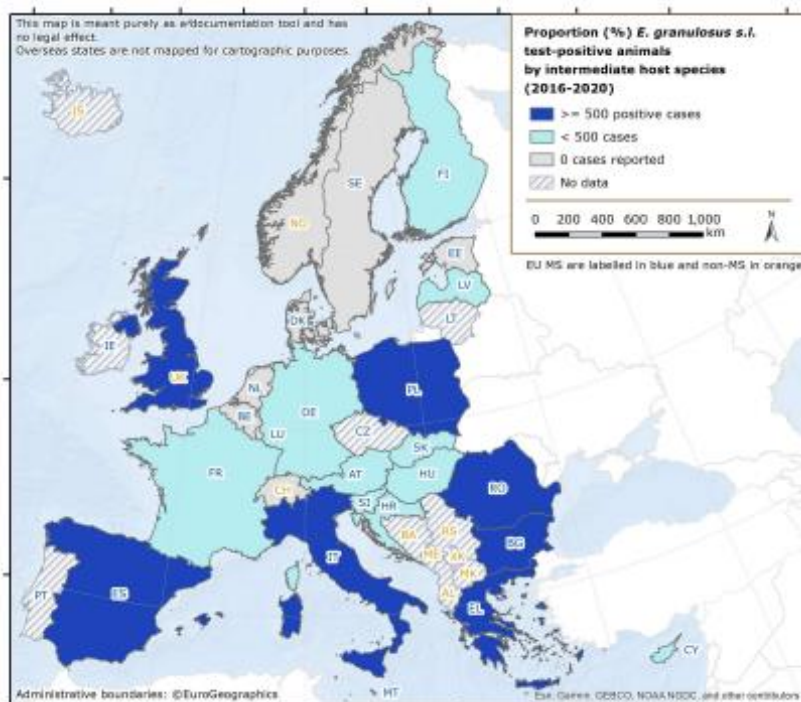 This map is meant purely as a documentation tool and has
no legal effect.
Overseas states are not mapped for cartographic purposes.
Proportion (%) E. granulosus s.l.
test-positive animals
by intermediate host species
(2016-2020)
>= 500 positive cases
< 500 cases
0 cases reported
No data
0 200 400 600 800 1,000
km
N
EU MS are labelled in blue and non-MS in orange
IS
FI
SE
NO
EE
LV
LT
DK
IE
UK
NL
BE
DE
PL
LU
CZ
SK
FR
AT
HU
CH
SI
HR
RO
BA
RS
BG
IT
ME
XK
MK
AL
PT
ES
EL
CY
MT
Administrative boundaries: ©EuroGeographics
Esri, Garmin, GEBCO, NOAA NGDC, and other contributors